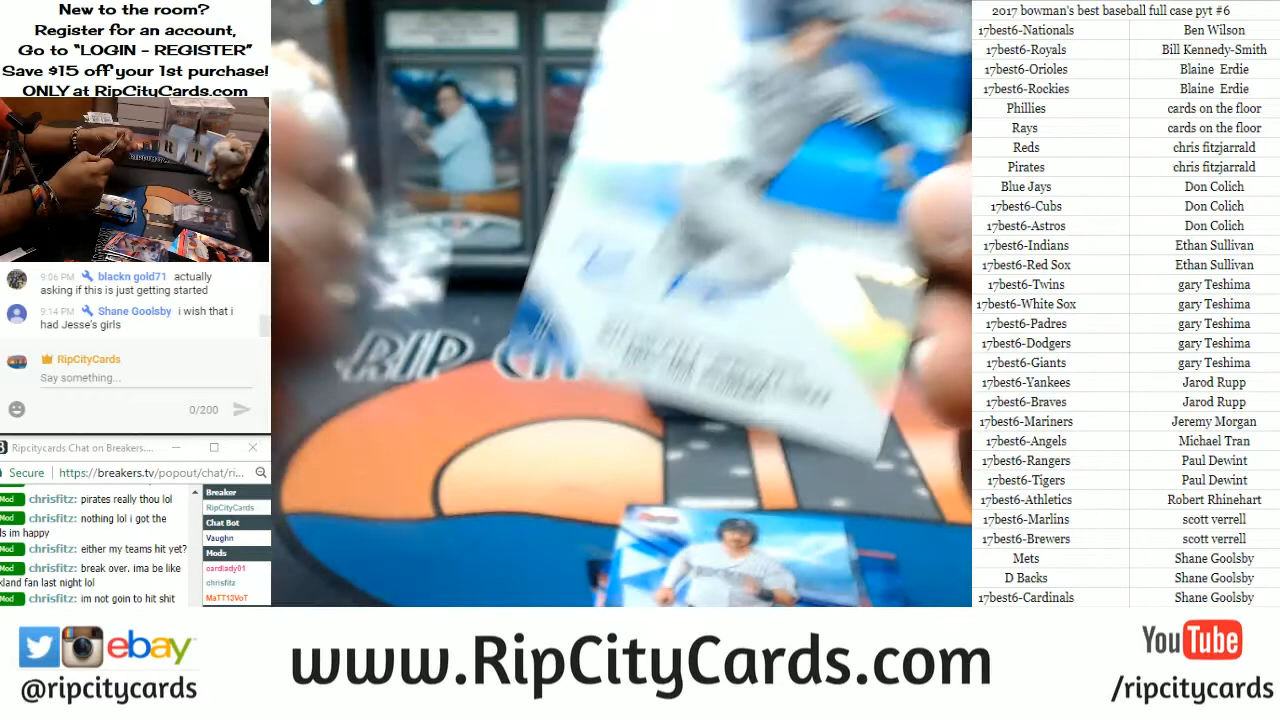 New to the room?
Register for an account,
Go to “LOGIN - REGISTER”
Save $15 off your 1st purchase!
ONLY at RipCityCards.com
9:06 PM blackn gold71 actually
asking if this is just getting started
9:14 PM Shane Goolsby i wish that i
had Jesse's girls
RipCityCards
Say something...
0/200
Ripcitycards Chat on Breakers....
Secure https://breakers.tv/popout/chat/ri...
Mod chrisfitz: pirates really thou lol
Mod chrisfitz: nothing lol i got the
ds im happy
Mod chrisfitz: either my teams hit yet?
Mod chrisfitz: break over. ima be like
kland fan last night lol
Mod chrisfitz: im not goin to hit shit
Breaker
RipCityCards
Chat Bot
Vaughn
Mods
cardlady01
chrisfitz
MaTT13VoT
RIP
2017 bowman's best baseball full case pyt #6
17best6-Nationals Ben Wilson
17best6-Royals Bill Kennedy-Smith
17best6-Orioles Blaine Erdie
17best6-Rockies Blaine Erdie
Phillies cards on the floor
Rays cards on the floor
Reds chris fitzjarrald
Pirates chris fitzjarrald
Blue Jays Don Colich
17best6-Cubs Don Colich
17best6-Astros Don Colich
17best6-Indians Ethan Sullivan
17best6-Red Sox Ethan Sullivan
17best6-Twins gary Teshima
17best6-White Sox gary Teshima
17best6-Padres gary Teshima
17best6-Dodgers gary Teshima
17best6-Giants gary Teshima
17best6-Yankees Jarod Rupp
17best6-Braves Jarod Rupp
17best6-Mariners Jeremy Morgan
17best6-Angels Michael Tran
17best6-Rangers Paul Dewint
17best6-Tigers Paul Dewint
17best6-Athletics Robert Rhinehart
17best6-Marlins scott verrell
17best6-Brewers scott verrell
Mets Shane Goolsby
D Backs Shane Goolsby
17best6-Cardinals Shane Goolsby
ebay
@ripcitycards
www.RipCityCards.com
YouTube
/ripcitycards